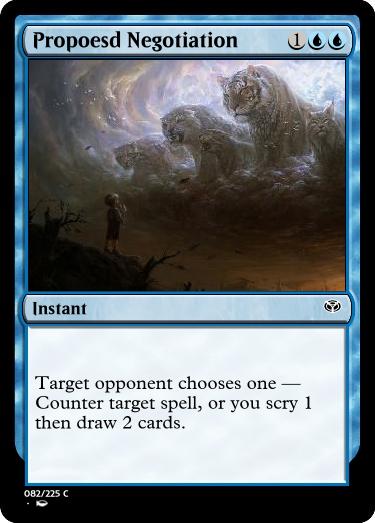 Propoesd Negotiation 1
Instant
Target opponent chooses one —
Counter target spell, or you scry 1
then draw 2 cards.
082/225 C